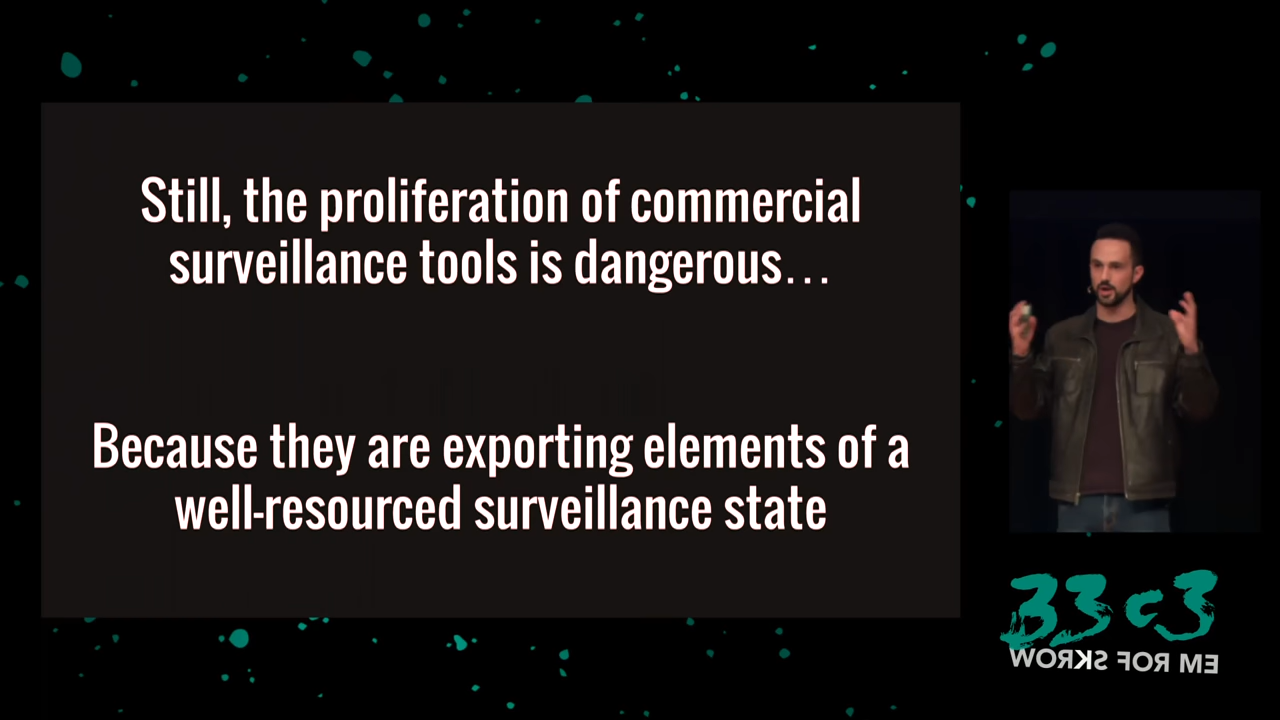 Still, the proliferation of commercial
surveillance tools is dangerous...
Because they are exporting elements of a
well-resourced surveillance state
33c3
WORKS FOR ME